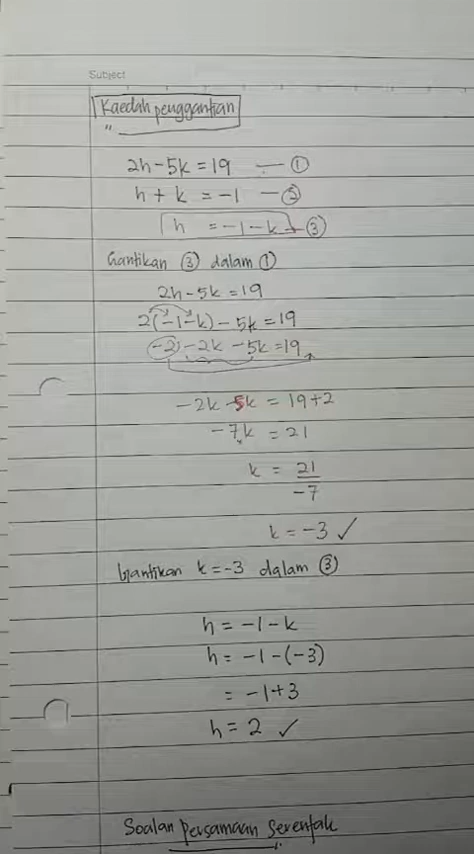 Subject
Kaedah penggantian
"
2h - 5k = 19 — ①
h + k = -1 — ②
h = -1 - k — ③
Gantikan ③ dalam ①
2h - 5k = 19
2(-1 - k) - 5k = 19
-2 - 2k - 5k = 19
-2k - 5k = 19 + 2
-7k = 21
k = 21/-7
k = -3 ✓
Gantikan k = -3 dalam ③
h = -1 - k
h = -1 - (-3)
= -1 + 3
h = 2 ✓
Soalan persamaan serentak